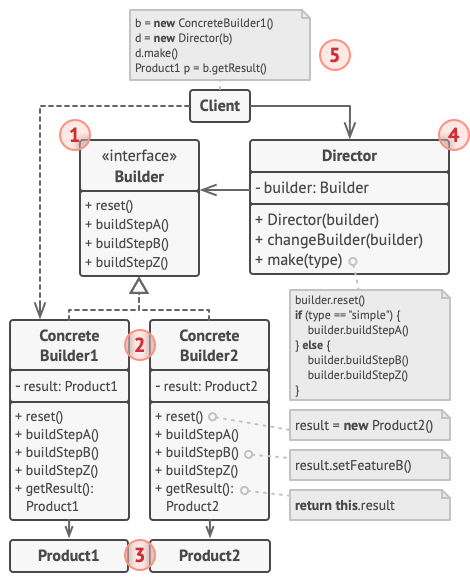 b = new ConcreteBuilder1()
d = new Director(b)
d.make()
Product1 p = b.getResult()
5
Client
1
«interface»
Builder
+ reset()
+ buildStepA()
+ buildStepB()
+ buildStepZ()
4
Director
- builder: Builder
+ Director(builder)
+ changeBuilder(builder)
+ make(type)
builder.reset()
if (type == "simple") {
builder.buildStepA()
} else {
builder.buildStepB()
builder.buildStepZ()
}
Concrete
Builder1
- result: Product1
+ reset()
+ buildStepA()
+ buildStepB()
+ buildStepZ()
+ getResult():
Product1
2
Concrete
Builder2
- result: Product2
+ reset()
+ buildStepA()
+ buildStepB()
+ buildStepZ()
+ getResult():
Product2
result = new Product2()
result.setFeatureB()
return this.result
Product1
3
Product2